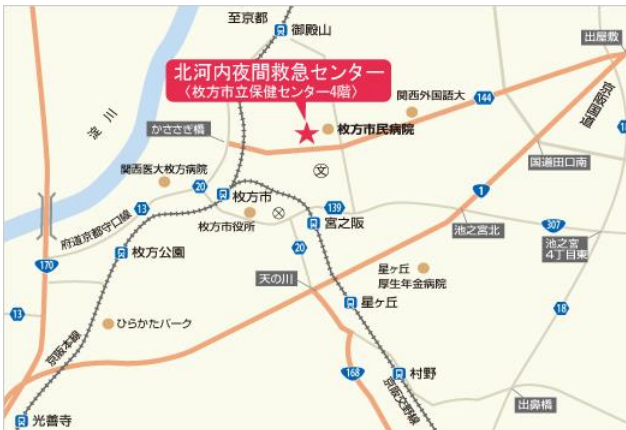 至京都
御殿山
出屋敷
北河内夜間救急センター
〈枚方市立保健センター4階〉
京阪国道
関西外国語大
144
13
淀川
かささぎ橋
枚方市民病院
国道田口南
関西医大枚方病院
文
20
枚方市
1
13
139
府道京都守口線
枚方市役所
宮之阪
池之宮北
307
池之宮
4丁目東
枚方公園
20
170
星ヶ丘
厚生年金病院
天の川
星ヶ丘
18
13
ひらかたパーク
京阪本線
168
村野
京阪交野線
出鼻橋
光善寺